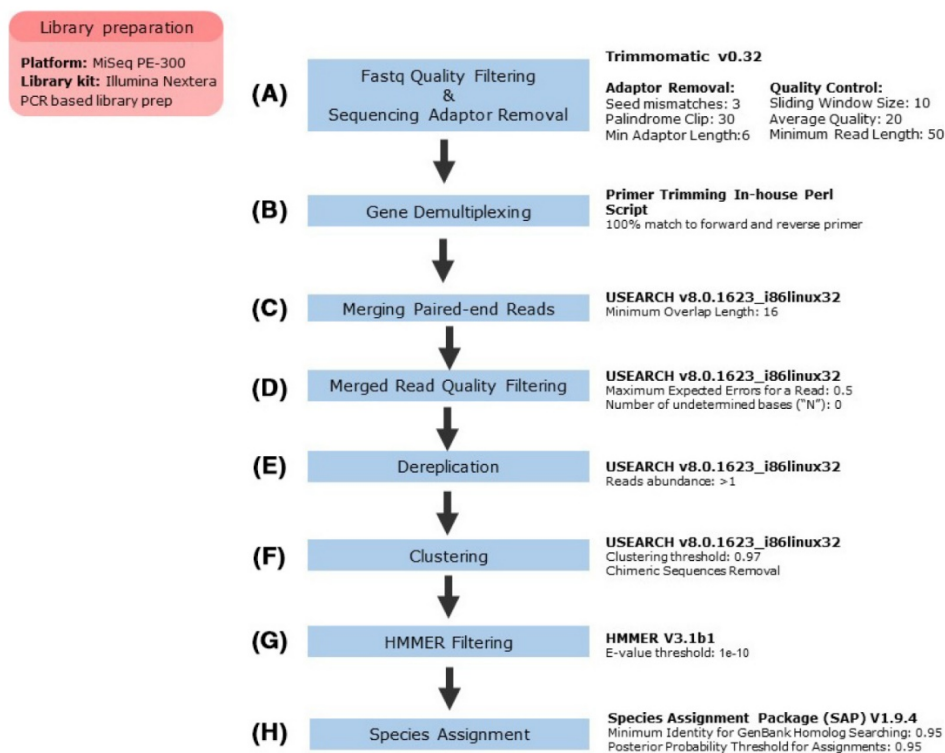 Library preparation
Platform: MiSeq PE-300
Library kit: Illumina Nextera
PCR based library prep
(A)
Fastq Quality Filtering
&
Sequencing Adaptor Removal
Trimmomatic v0.32
Adaptor Removal:
Seed mismatches: 3
Palindrome Clip: 30
Min Adaptor Length:6
Quality Control:
Sliding Window Size: 10
Average Quality: 20
Minimum Read Length: 50
(B)
Gene Demultiplexing
Primer Trimming In-house Perl
Script
100% match to forward and reverse primer
(C)
Merging Paired-end Reads
USEARCH v8.0.1623_i86linux32
Minimum Overlap Length: 16
(D)
Merged Read Quality Filtering
USEARCH v8.0.1623_i86linux32
Maximum Expected Errors for a Read: 0.5
Number of undetermined bases (“N”): 0
(E)
Dereplication
USEARCH v8.0.1623_i86linux32
Reads abundance: >1
(F)
Clustering
USEARCH v8.0.1623_i86linux32
Clustering threshold: 0.97
Chimeric Sequences Removal
(G)
HMMER Filtering
HMMER V3.1b1
E-value threshold: 1e-10
(H)
Species Assignment
Species Assignment Package (SAP) V1.9.4
Minimum Identity for GenBank Homolog Searching: 0.95
Posterior Probability Threshold for Assignments: 0.95